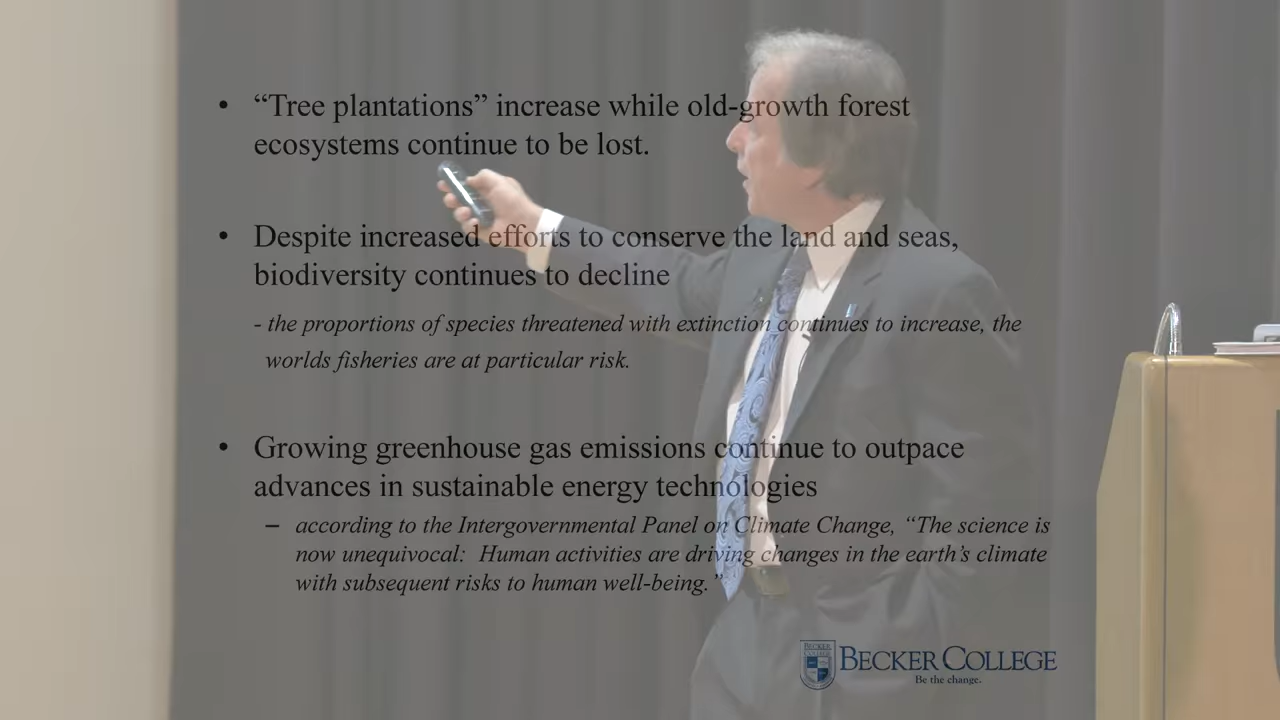 • “Tree plantations” increase while old-growth forest
ecosystems continue to be lost.
• Despite increased efforts to conserve the land and seas,
biodiversity continues to decline
- the proportions of species threatened with extinction continues to increase, the
worlds fisheries are at particular risk.
• Growing greenhouse gas emissions continue to outpace
advances in sustainable energy technologies
– according to the Intergovernmental Panel on Climate Change, “The science is
now unequivocal:  Human activities are driving changes in the earth’s climate
with subsequent risks to human well-being.”
BECKER
COLLEGE
BECKER COLLEGE
Be the change.